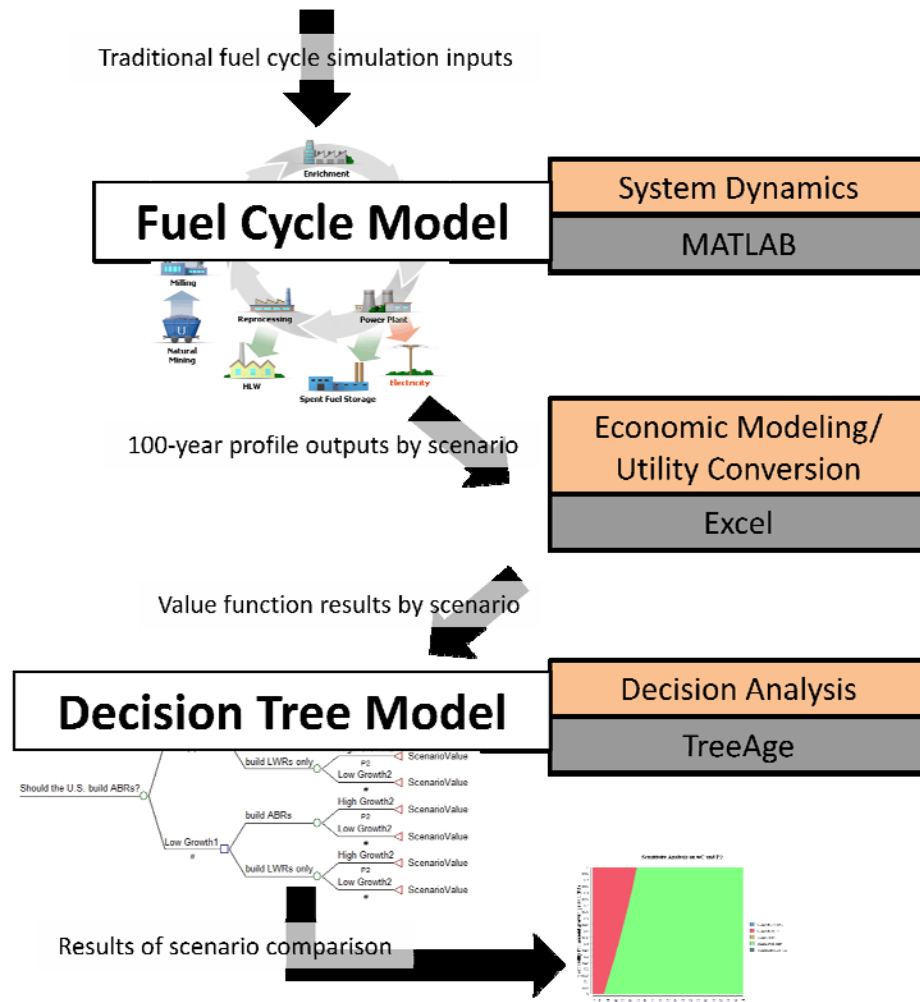 Traditional fuel cycle simulation inputs
Enrichment
Fuel Cycle Model
System Dynamics
MATLAB
Milling
Reprocessing
Power Plant
U
Natural
Mining
HLW
Spent Fuel Storage
Electricity
100-year profile outputs by scenario
Economic Modeling/
Utility Conversion
Excel
Value function results by scenario
Decision Tree Model
Decision Analysis
TreeAge
build LWRs only
P2
ScenarioValue
Low Growth2
#
ScenarioValue
Should the U.S. build ABRs?
High Growth2
P2
ScenarioValue
build ABRs
Low Growth2
#
ScenarioValue
Low Growth1
#
High Growth2
P2
ScenarioValue
build LWRs only
Low Growth2
#
ScenarioValue
Results of scenario comparison